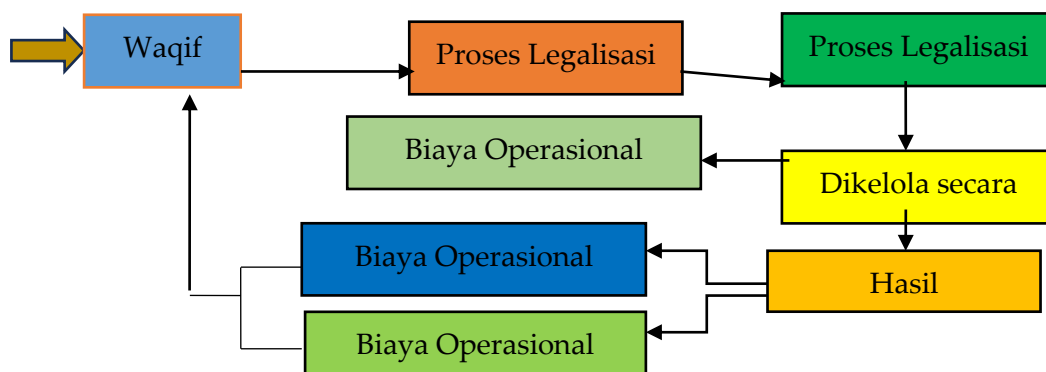 Waqif
Proses Legalisasi
Proses Legalisasi
Biaya Operasional
Dikelola secara
Biaya Operasional
Hasil
Biaya Operasional